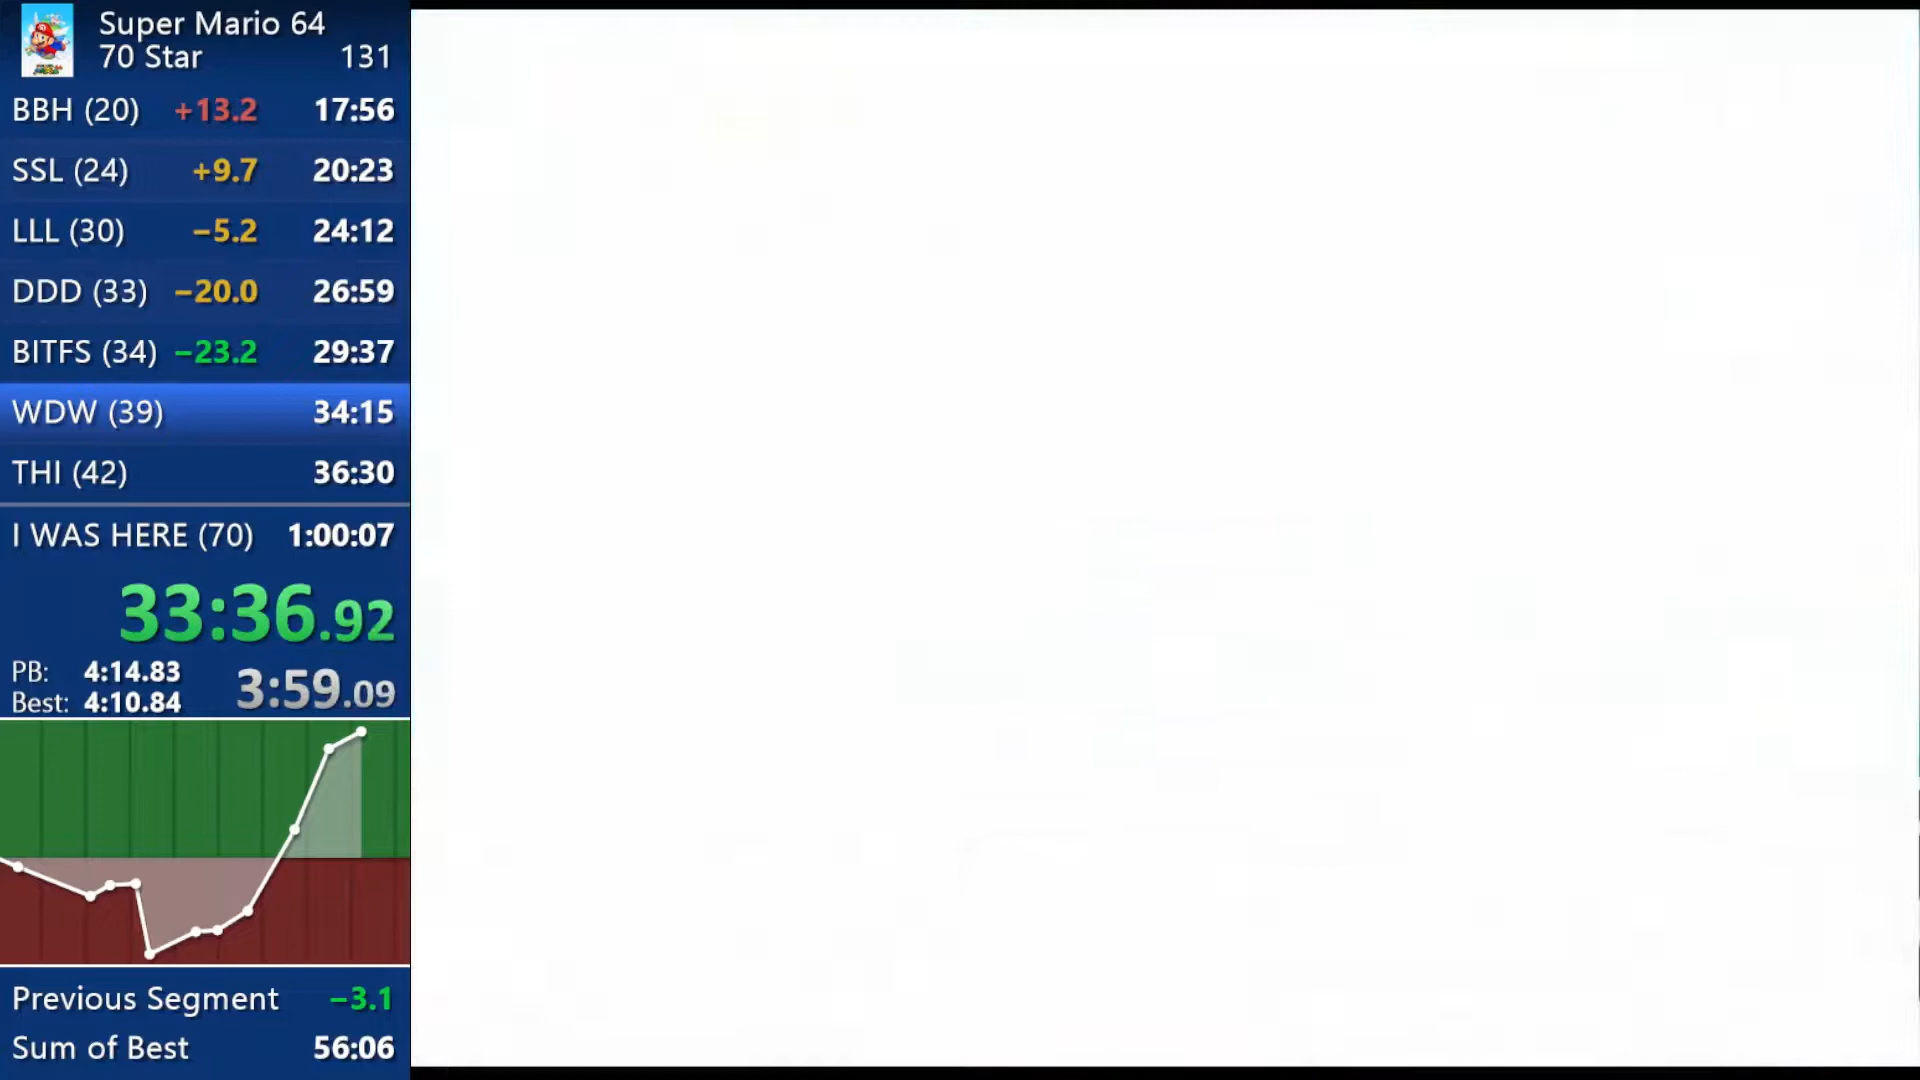 Super Mario 64
70 Star 131
BBH (20) +13.2 17:56
SSL (24) +9.7 20:23
LLL (30) −5.2 24:12
DDD (33) −20.0 26:59
BITFS (34) −23.2 29:37
WDW (39) 34:15
THI (42) 36:30
I WAS HERE (70) 1:00:07
33:36.92
PB: 4:14.83
Best: 4:10.84
3:59.09
Previous Segment −3.1
Sum of Best 56:06